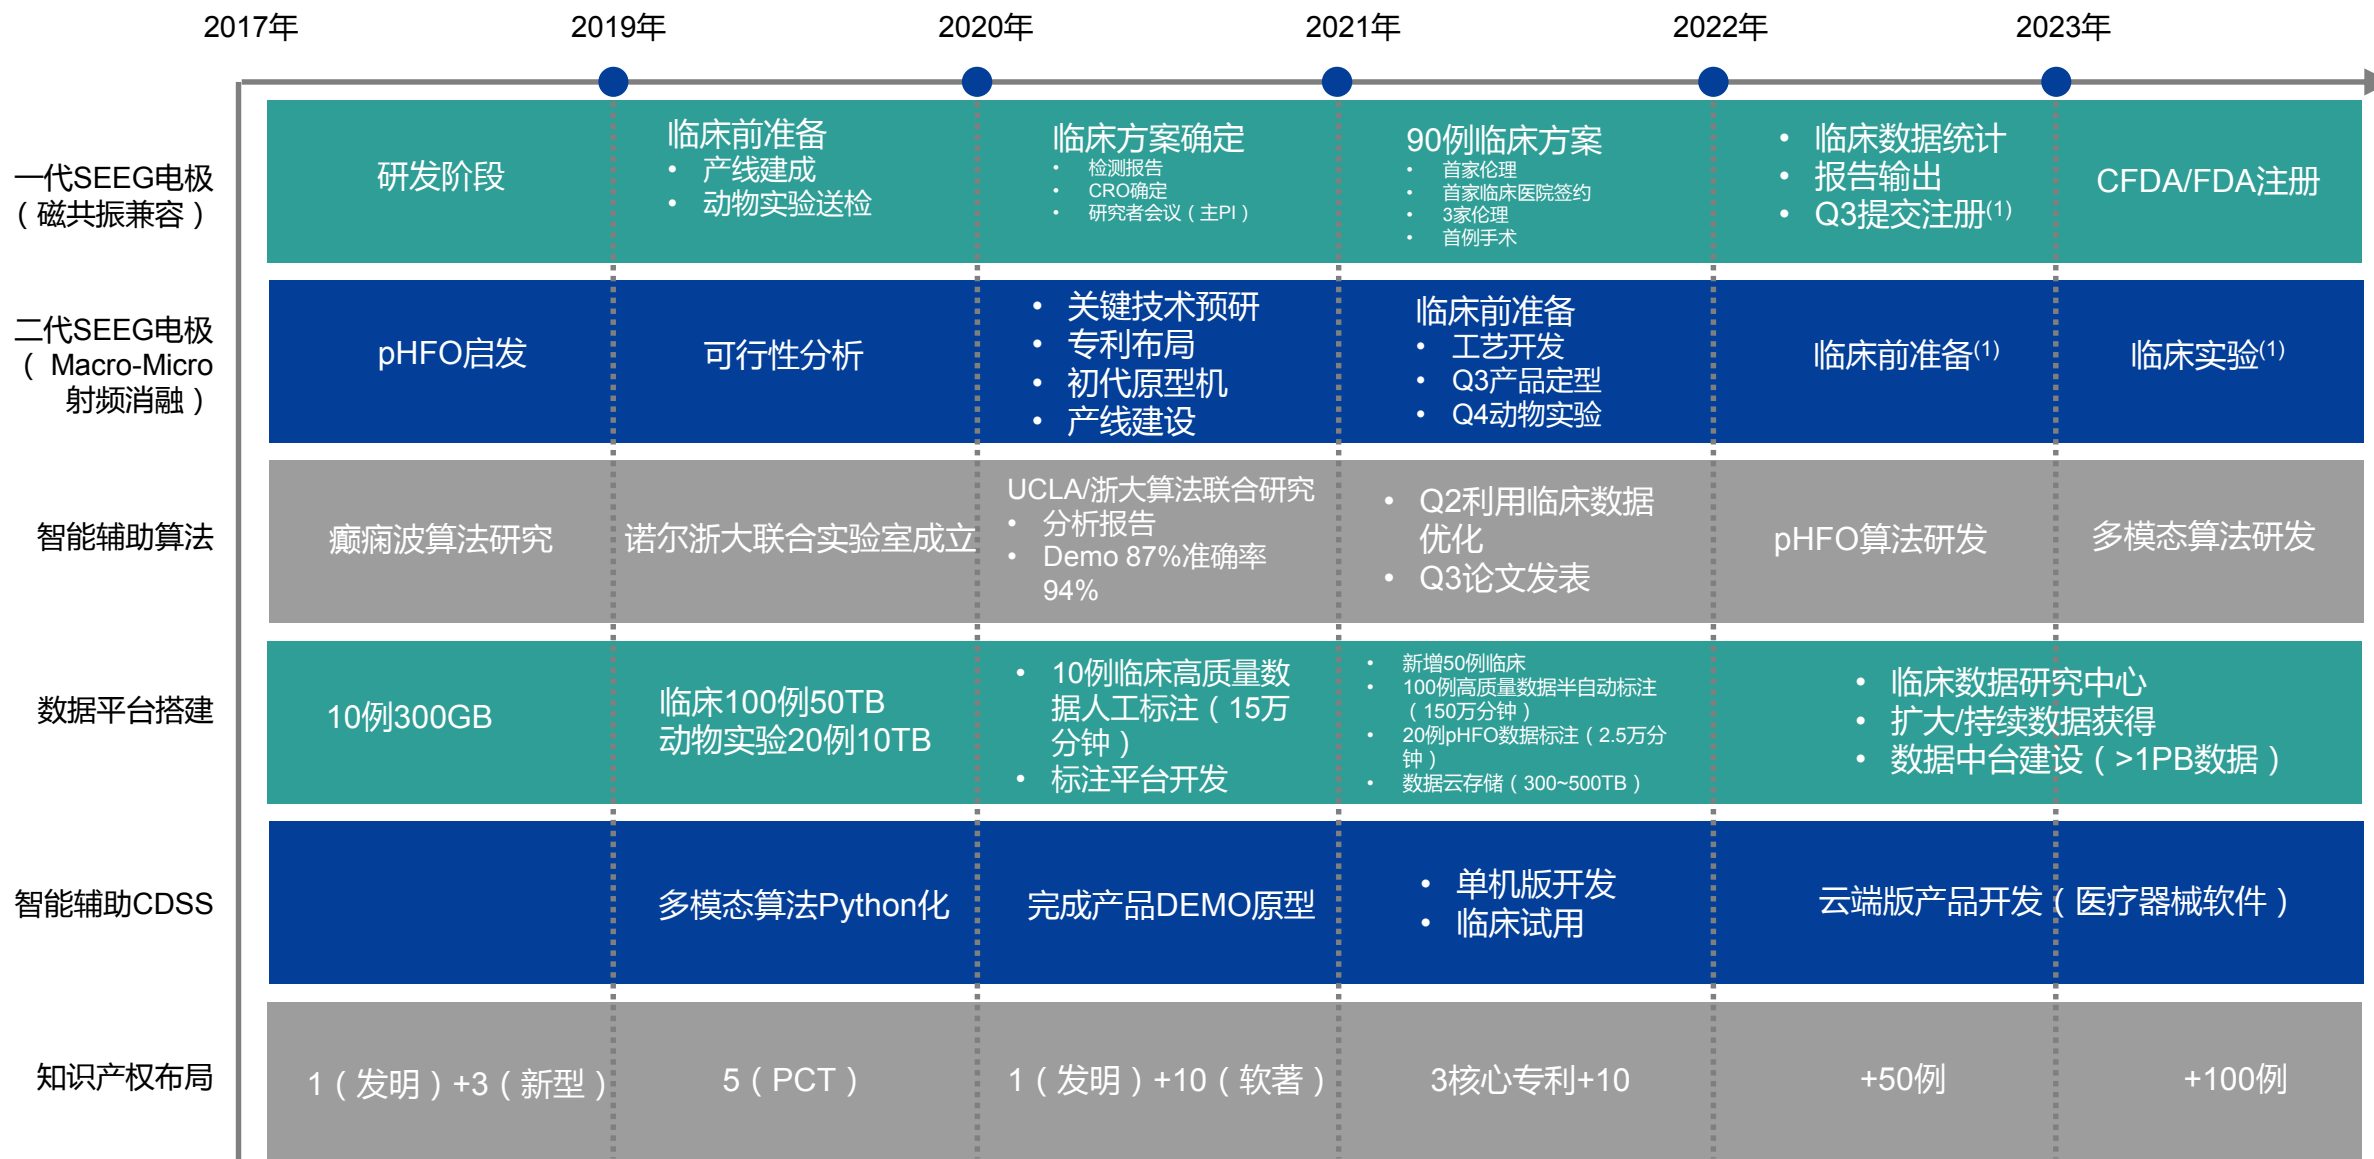 2017年
2019年
2020年
2021年
2022年
2023年
一代SEEG电极
（磁共振兼容）
研发阶段
临床前准备
• 产线建成
• 动物实验送检
临床方案确定
• 检测报告
• CRO确定
• 研究者会议（主PI）
90例临床方案
• 首家伦理
• 首家临床医院签约
• 3家伦理
• 首例手术
• 临床数据统计
• 报告输出
• Q3提交注册(1)
CFDA/FDA注册
二代SEEG电极
（ Macro-Micro
射频消融）
pHFO启发
可行性分析
• 关键技术预研
• 专利布局
• 初代原型机
• 产线建设
临床前准备
• 工艺开发
• Q3产品定型
• Q4动物实验
临床前准备(1)
临床实验(1)
智能辅助算法
癫痫波算法研究
诺尔浙大联合实验室成立
UCLA/浙大算法联合研究
• 分析报告
• Demo 87%准确率
94%
• Q2利用临床数据
优化
• Q3论文发表
pHFO算法研发
多模态算法研发
数据平台搭建
10例300GB
临床100例50TB
动物实验20例10TB
• 10例临床高质量数
据人工标注（15万
分钟）
• 标注平台开发
• 新增50例临床
• 100例高质量数据半自动标注
（150万分钟）
• 20例pHFO数据标注（2.5万分
钟）
• 数据云存储（300~500TB）
• 临床数据研究中心
• 扩大/持续数据获得
• 数据中台建设（>1PB数据）
智能辅助CDSS
多模态算法Python化
完成产品DEMO原型
• 单机版开发
• 临床试用
云端版产品开发（医疗器械软件）
知识产权布局
1（发明）+3（新型）
5（PCT）
1（发明）+10（软著）
3核心专利+10
+50例
+100例